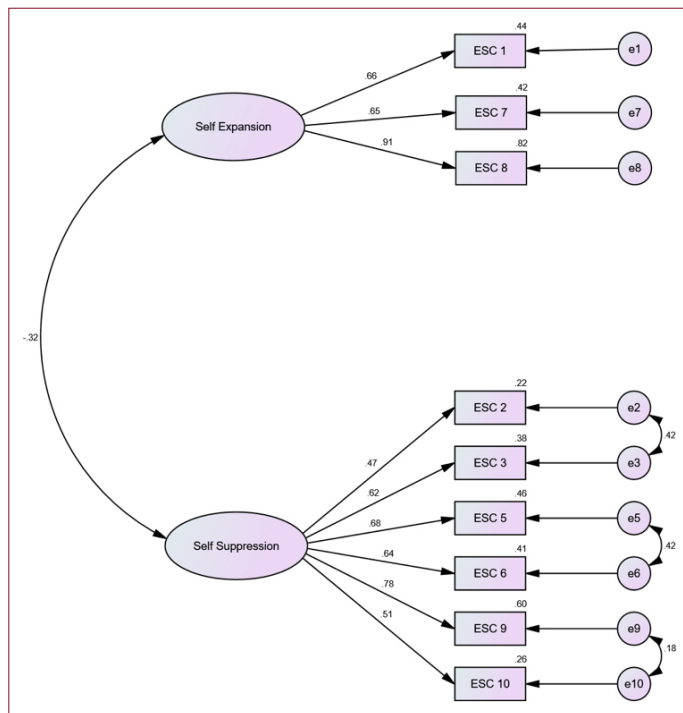 .44
ESC 1
e1
.66
.42
ESC 7
e7
.65
Self Expansion
.82
.91
ESC 8
e8
-.32
.22
ESC 2
e2
.42
.38
.47
ESC 3
e3
.62
.46
ESC 5
e5
.68
Self Suppression
.42
.41
.64
ESC 6
e6
.78
.60
.51
ESC 9
e9
.18
.26
ESC 10
e10